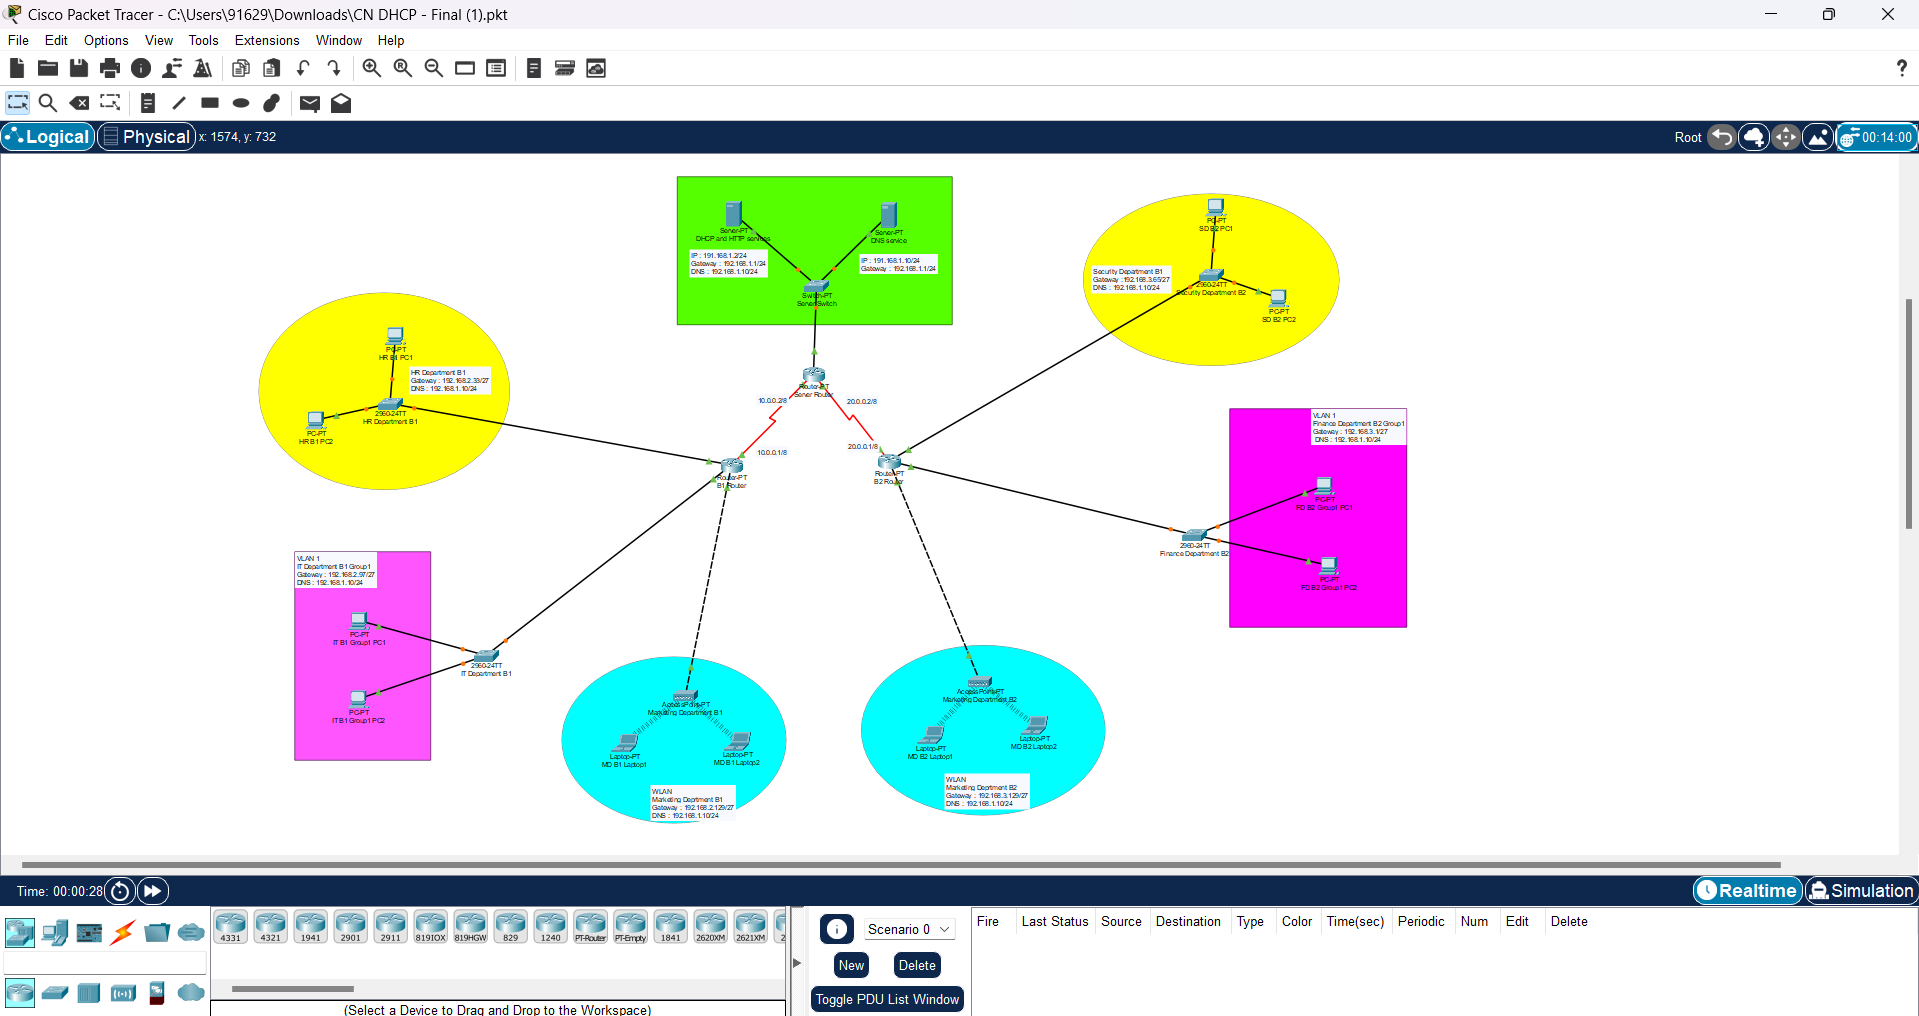 Cisco Packet Tracer - C:\Users\91629\Downloads\CN DHCP - Final (1).pkt
File Edit Options View Tools Extensions Window Help
Logical Physical x: 1574, y: 732
Root 00:14:00
Server-PT
DHCP and HTTP services
Server-PT
DNS service
IP : 191.168.1.2/24
Gateway : 192.168.1.1/24
DNS : 192.168.1.10/24
IP : 191.168.1.10/24
Gateway : 192.168.1.1/24
Switch-PT
Server Switch
PC-PT
SD B2 PC1
Security Department B1
Gateway : 192.168.3.65/27
DNS : 192.168.1.10/24
2960-24TT
Security Department B2
PC-PT
SD B2 PC2
PC-PT
HR B1 PC1
HR Department B1
Gateway : 192.168.2.33/27
DNS : 192.168.1.10/24
2960-24TT
HR Department B1
PC-PT
HR B1 PC2
Router-PT
Server Router
10.0.0.2/8
20.0.0.2/8
10.0.0.1/8
20.0.0.1/8
Router-PT
B1 Router
Router-PT
B2 Router
VLAN 1
Finance Department B2 Group1
Gateway : 192.168.3.1/27
DNS : 192.168.1.10/24
PC-PT
FD B2 Group1 PC1
2960-24TT
Finance Department B2
PC-PT
FD B2 Group1 PC2
VLAN 1
IT Department B1 Group1
Gateway : 192.168.2.97/27
DNS : 192.168.1.10/24
PC-PT
IT B1 Group1 PC1
2960-24TT
IT Department B1
PC-PT
IT B1 Group1 PC2
AccessPoint-PT
Marketing Department B1
Laptop-PT
MD B1 Laptop1
Laptop-PT
MD B1 Laptop2
WLAN
Marketing Deprtment B1
Gateway : 192.168.2.129/27
DNS : 192.168.1.10/24
AccessPoint-PT
Marketing Department B2
Laptop-PT
MD B2 Laptop1
Laptop-PT
MD B2 Laptop2
WLAN
Marketing Deprtment B2
Gateway : 192.168.3.129/27
DNS : 192.168.1.10/24
Time: 00:00:28
Realtime Simulation
4331 4321 1941 2901 2911 819IOX 819HGW 829 1240 PT-Router PT-Empty 1841 2620XM 2621XM 2
(Select a Device to Drag and Drop to the Workspace)
Scenario 0
New Delete
Toggle PDU List Window
Fire Last Status Source Destination Type Color Time(sec) Periodic Num Edit Delete